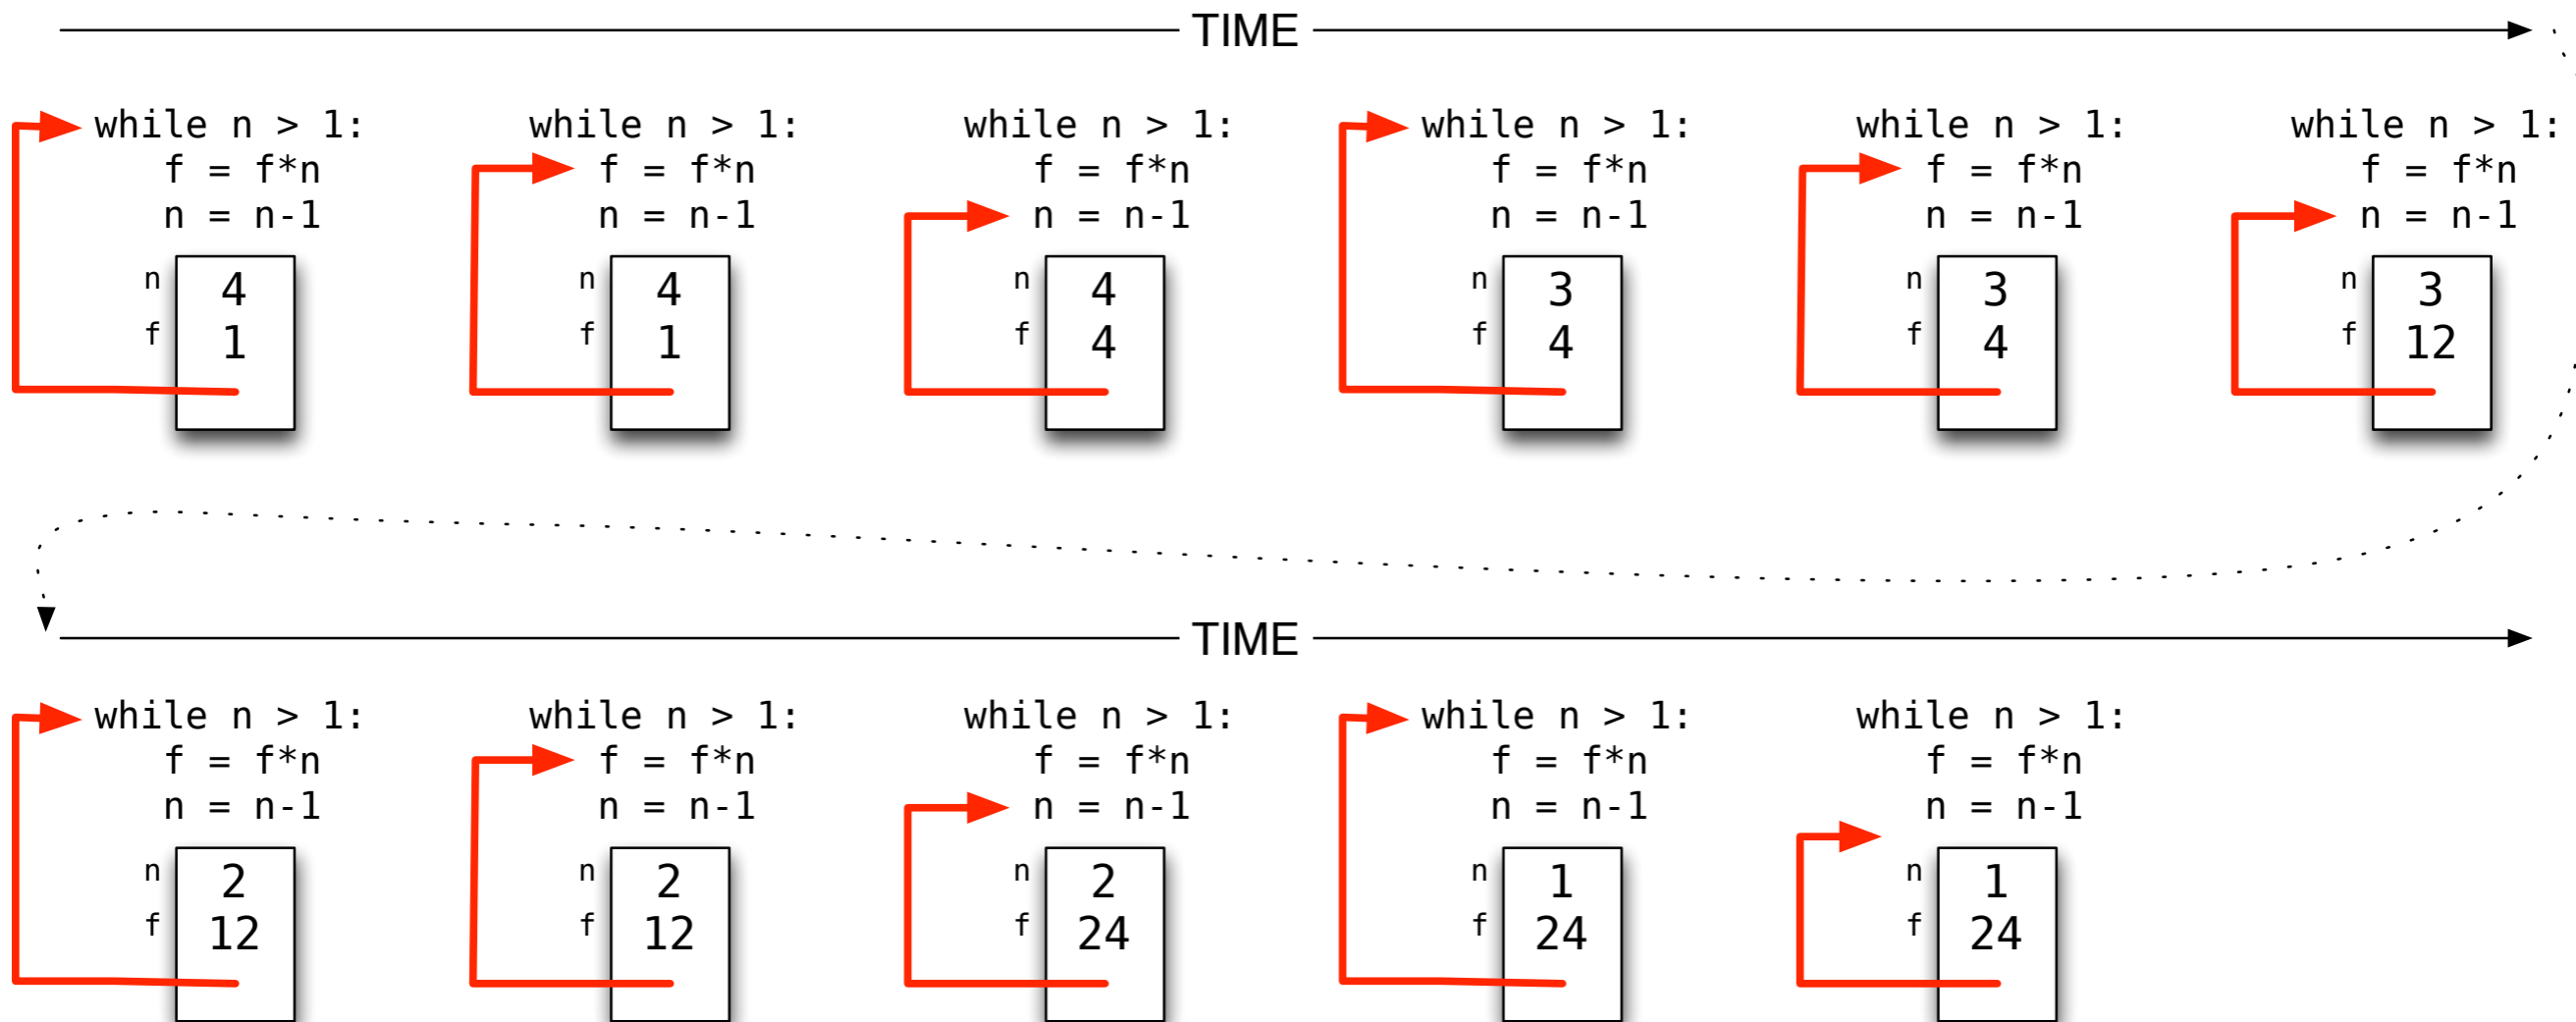 TIME
while n > 1:
f = f*n
n = n-1
n 4
f 1
while n > 1:
f = f*n
n = n-1
n 4
f 1
while n > 1:
f = f*n
n = n-1
n 4
f 4
while n > 1:
f = f*n
n = n-1
n 3
f 4
while n > 1:
f = f*n
n = n-1
n 3
f 4
while n > 1:
f = f*n
n = n-1
n 3
f 12
TIME
while n > 1:
f = f*n
n = n-1
n 2
f 12
while n > 1:
f = f*n
n = n-1
n 2
f 12
while n > 1:
f = f*n
n = n-1
n 2
f 24
while n > 1:
f = f*n
n = n-1
n 1
f 24
while n > 1:
f = f*n
n = n-1
n 1
f 24